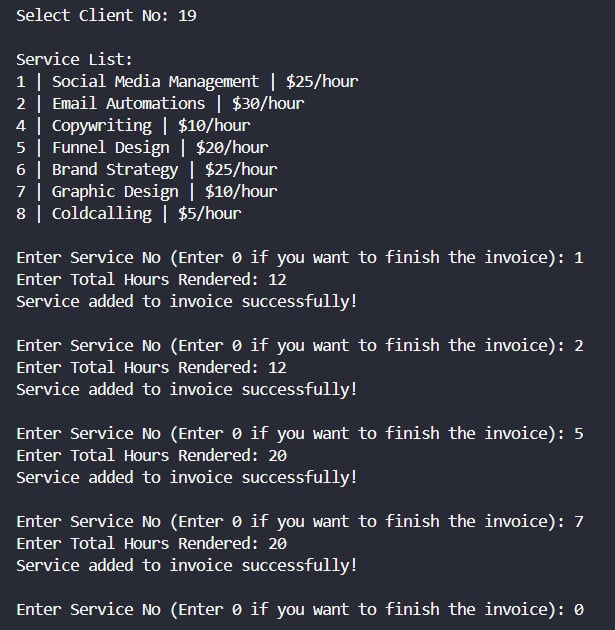 Select Client No: 19
Service List:
1 | Social Media Management | $25/hour
2 | Email Automations | $30/hour
4 | Copywriting | $10/hour
5 | Funnel Design | $20/hour
6 | Brand Strategy | $25/hour
7 | Graphic Design | $10/hour
8 | Coldcalling | $5/hour
Enter Service No (Enter 0 if you want to finish the invoice): 1
Enter Total Hours Rendered: 12
Service added to invoice successfully!
Enter Service No (Enter 0 if you want to finish the invoice): 2
Enter Total Hours Rendered: 12
Service added to invoice successfully!
Enter Service No (Enter 0 if you want to finish the invoice): 5
Enter Total Hours Rendered: 20
Service added to invoice successfully!
Enter Service No (Enter 0 if you want to finish the invoice): 7
Enter Total Hours Rendered: 20
Service added to invoice successfully!
Enter Service No (Enter 0 if you want to finish the invoice): 0